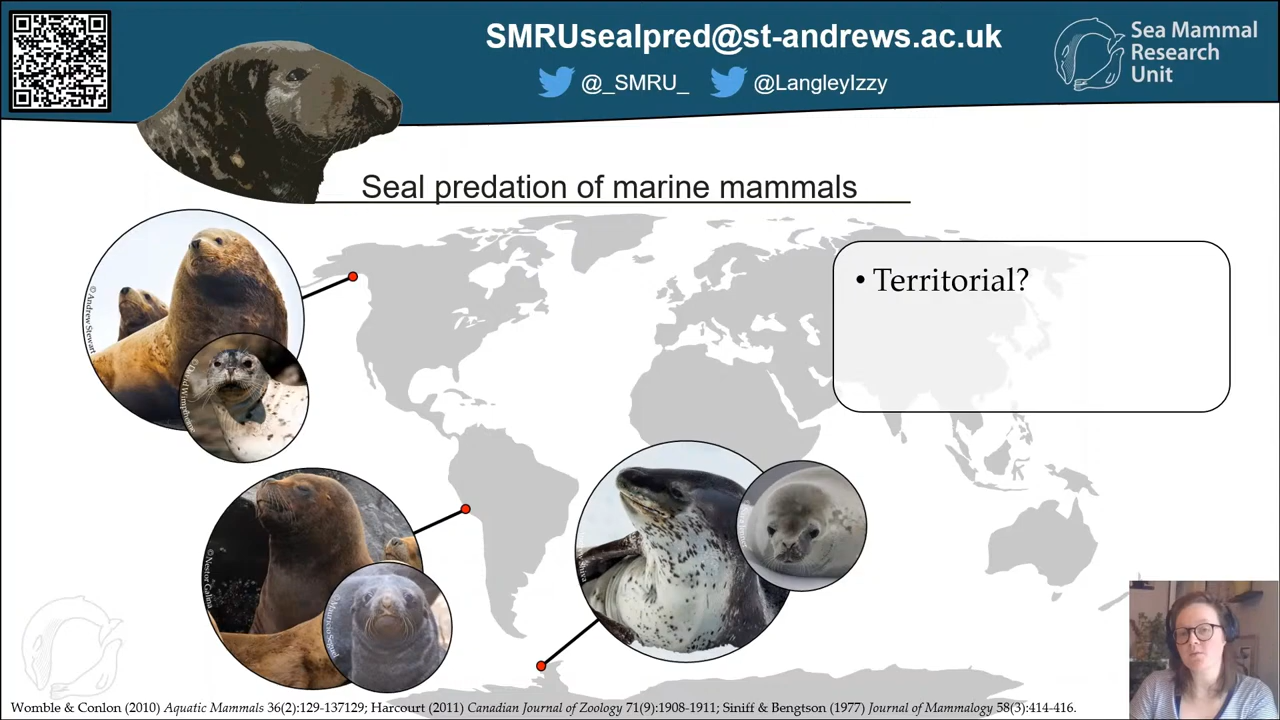 SMRUsealpred@st-andrews.ac.uk
@_SMRU_ @LangleyIzzy
Sea Mammal
Research
Unit
Seal predation of marine mammals
• Territorial?
© Andrew Stewart
© Nestor Galina
Womble & Conlon (2010) Aquatic Mammals 36(2):129-137129; Harcourt (2011) Canadian Journal of Zoology 71(9):1908-1911; Siniff & Bengtson (1977) Journal of Mammalogy 58(3):414-416.